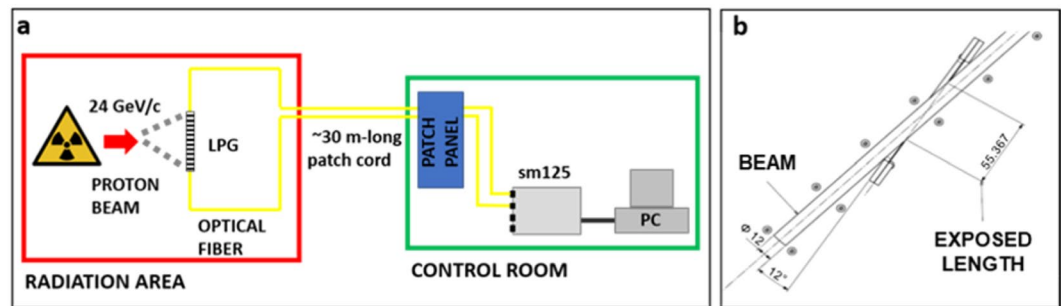 a
24 GeV/c
PROTON
BEAM
LPG
OPTICAL
FIBER
RADIATION AREA
~30 m-long
patch cord
PATCH
PANEL
sm125
PC
CONTROL ROOM
b
BEAM
55.367
Φ 12
12°
EXPOSED
LENGTH